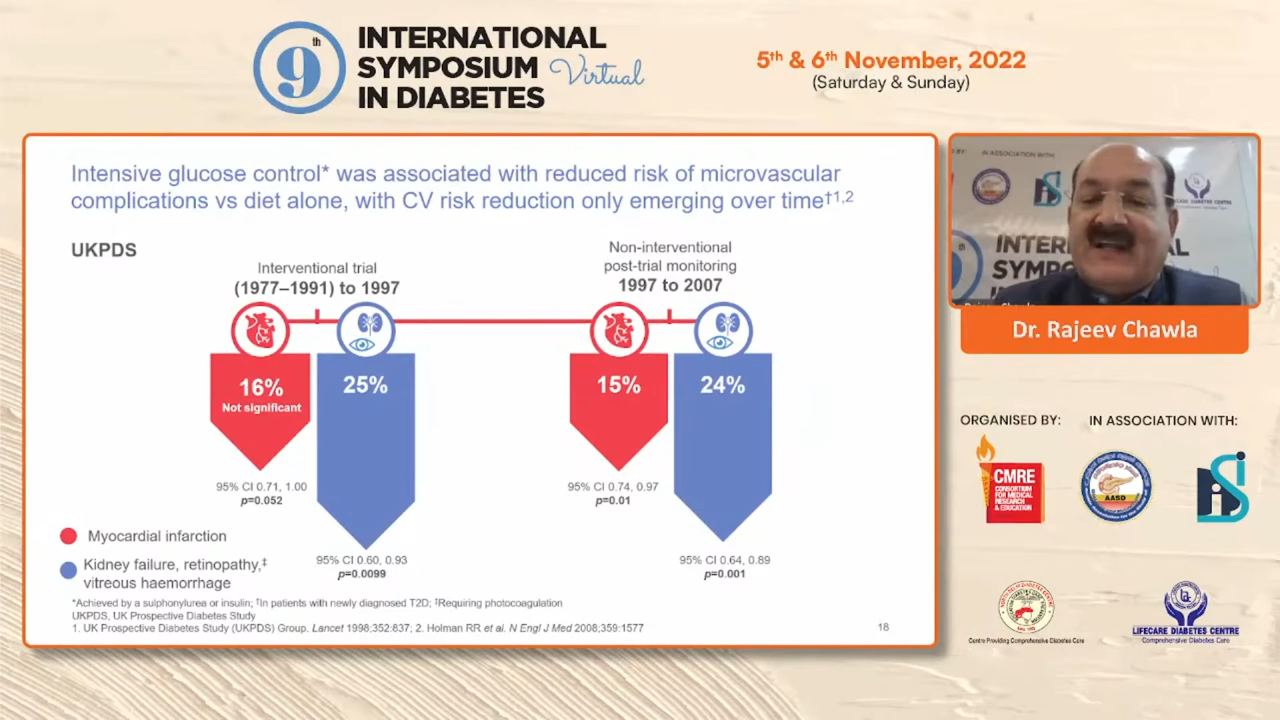 9th
INTERNATIONAL
SYMPOSIUM Virtual
IN DIABETES
5th & 6th November, 2022
(Saturday & Sunday)
Intensive glucose control* was associated with reduced risk of microvascular
complications vs diet alone, with CV risk reduction only emerging over time†1,2
UKPDS
Interventional trial
(1977–1991) to 1997
Non-interventional
post-trial monitoring
1997 to 2007
16%
Not significant
25%
15%
24%
95% CI 0.71, 1.00
p=0.052
95% CI 0.60, 0.93
p=0.0099
95% CI 0.74, 0.97
p=0.01
95% CI 0.64, 0.89
p=0.001
Myocardial infarction
Kidney failure, retinopathy,‡
vitreous haemorrhage
*Achieved by a sulphonylurea or insulin; †In patients with newly diagnosed T2D; ‡Requiring photocoagulation
UKPDS, UK Prospective Diabetes Study
1. UK Prospective Diabetes Study (UKPDS) Group. Lancet 1998;352:837; 2. Holman RR et al. N Engl J Med 2008;359:1577
18
IN ASSOCIATION WITH:
INTER
SYMP
Dr. Rajeev Chawla
ORGANISED BY:
IN ASSOCIATION WITH:
CMRE
CONSORTIUM
FOR MEDICAL
RESEARCH
& EDUCATION
AASD
DiSi
Centre Providing Comprehensive Diabetes Care
LIFECARE DIABETES CENTRE
Comprehensive Diabetes Care